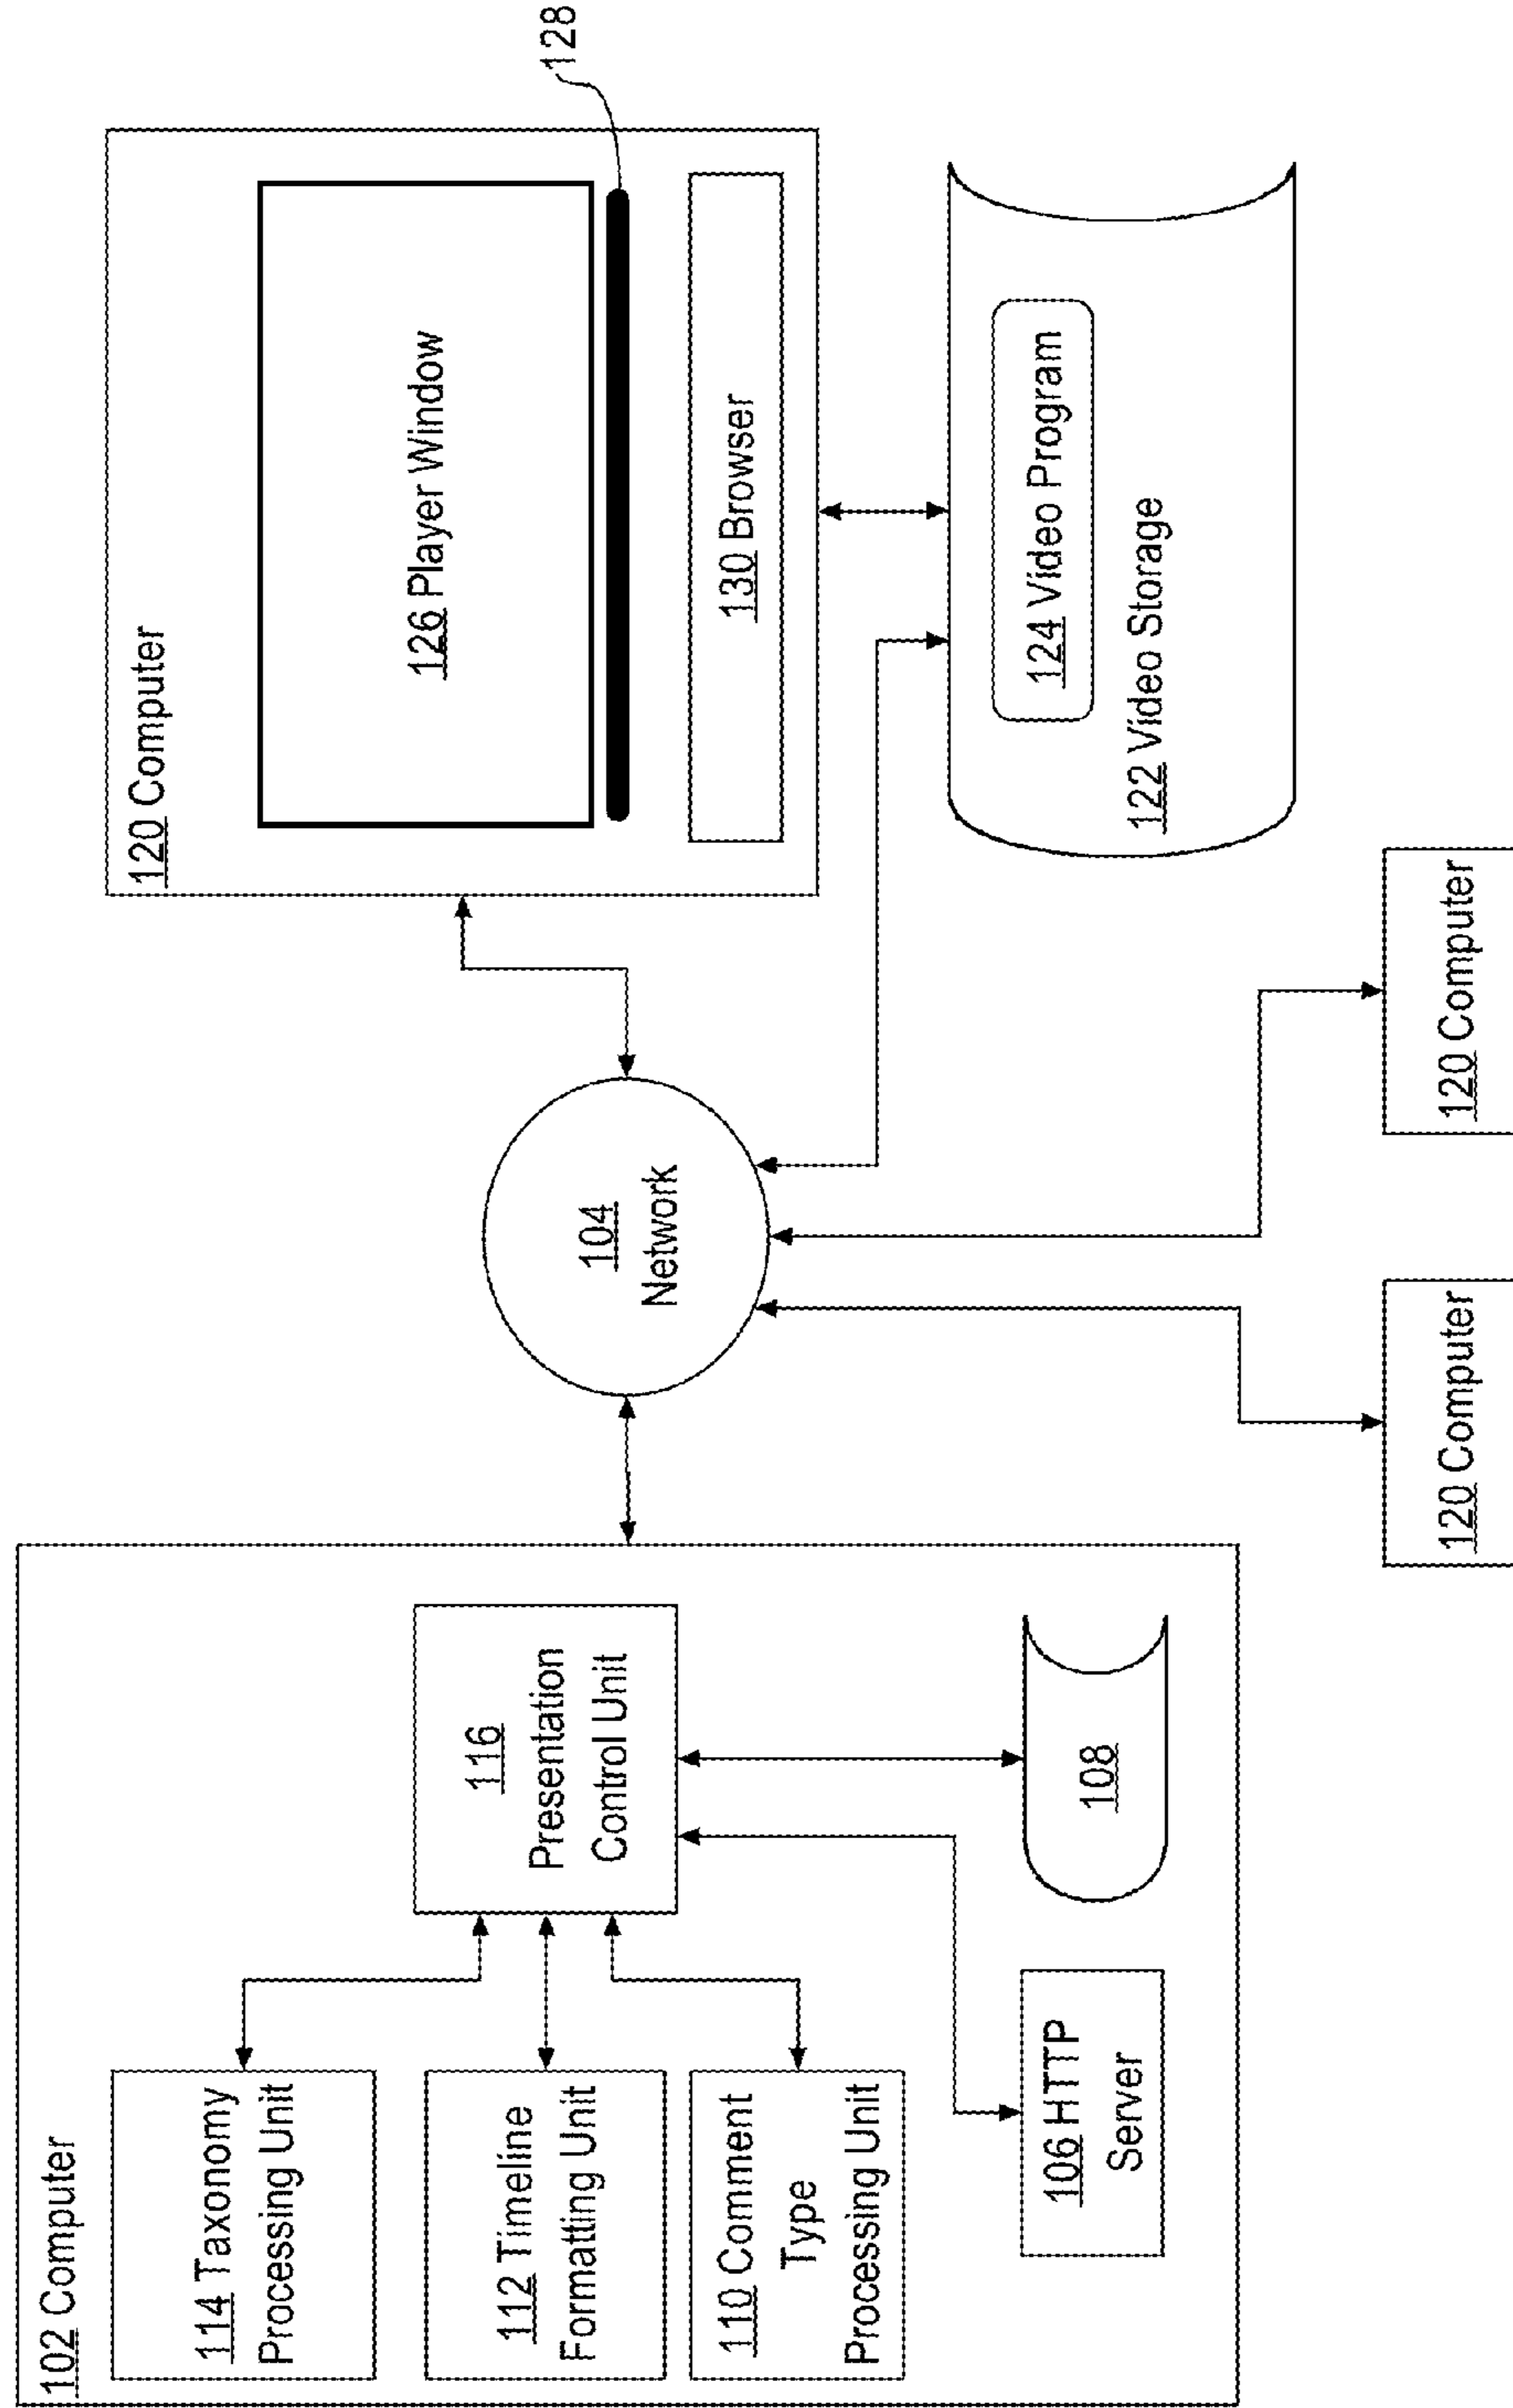 102 Computer
114 Taxonomy
Processing Unit
112 Timeline
Formatting Unit
110 Comment
Type
Processing Unit
116
Presentation
Control Unit
106 HTTP
Server
108
104
Network
120 Computer
126 Player Window
128
130 Browser
124 Video Program
122 Video Storage
120 Computer
120 Computer